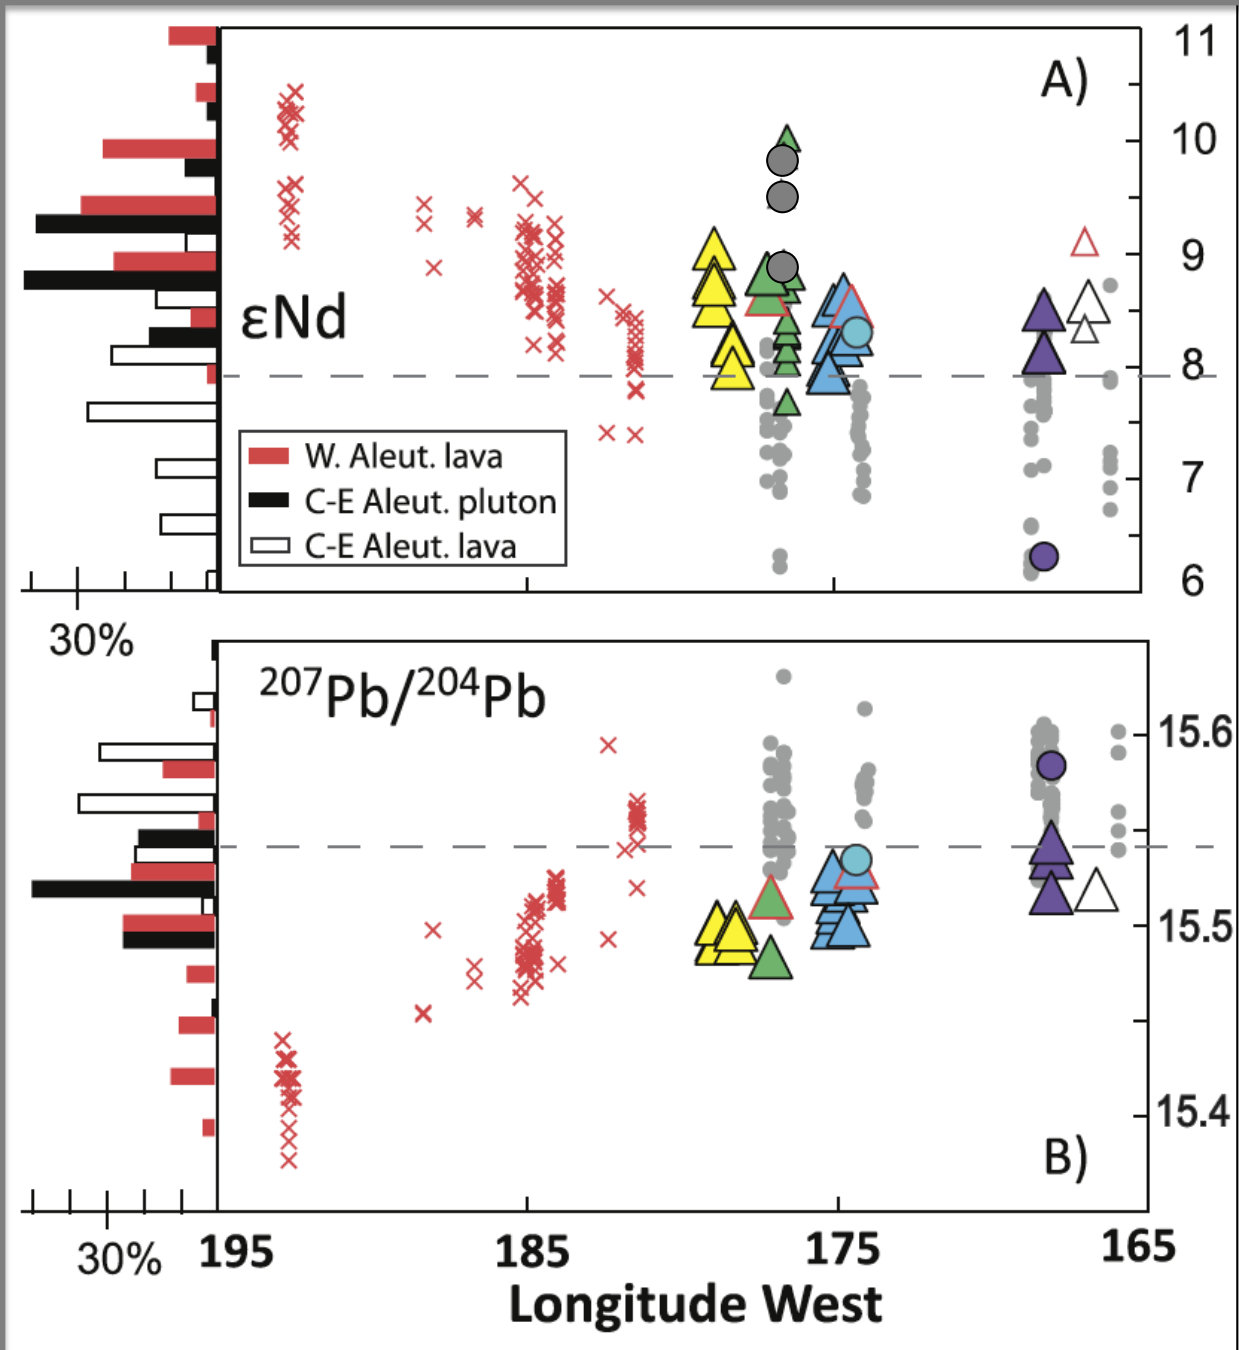 A)
11
10
9
8
7
6
εNd
W. Aleut. lava
C-E Aleut. pluton
C-E Aleut. lava
30%
²⁰⁷Pb/²⁰⁴Pb
15.6
15.5
15.4
B)
30%
195 185 175 165
Longitude West